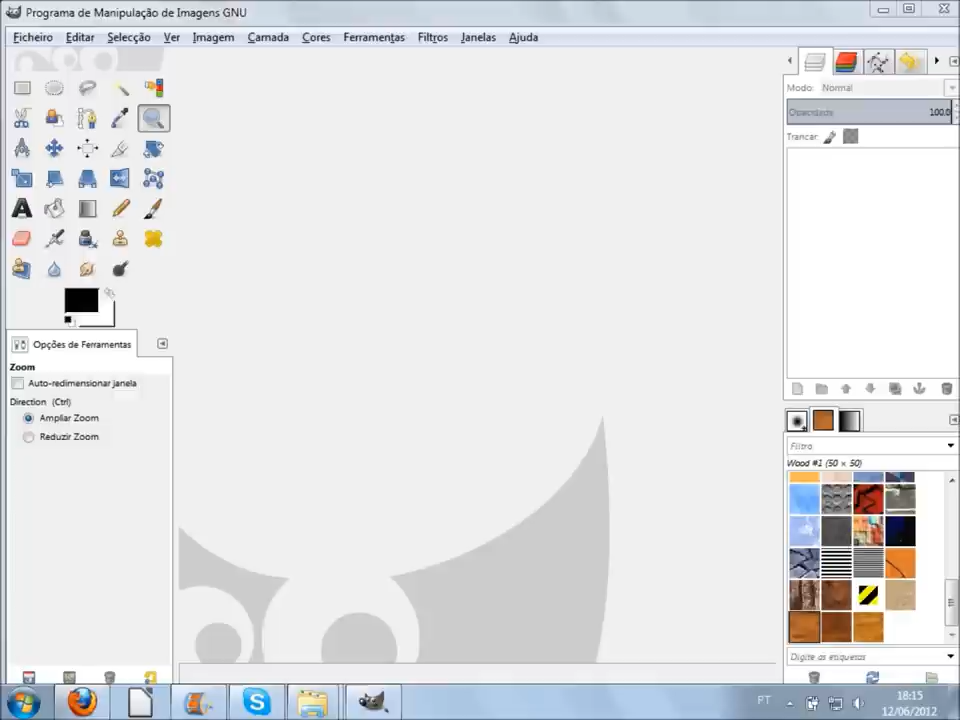 Programa de Manipulação de Imagens GNU
Ficheiro Editar Selecção Ver Imagem Camada Cores Ferramentas Filtros Janelas Ajuda
Modo: Normal
Opacidade 100.0
Trancar:
Opções de Ferramentas
Zoom
Auto-redimensionar janela
Direction (Ctrl)
Ampliar Zoom
Reduzir Zoom
Filtro
Wood #1 (50 × 50)
Digite as etiquetas
PT
18:15
12/06/2012